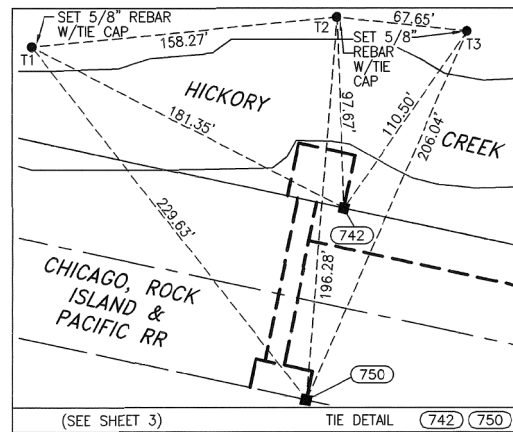 SET 5/8" REBAR
W/TIE CAP
T1
158.27'
T2
67.65'
SET 5/8"
REBAR
W/TIE
CAP
T3
HICKORY
CREEK
181.35'
97.67'
110.50'
206.04'
742
229.63'
196.28'
CHICAGO, ROCK
ISLAND &
PACIFIC RR
750
(SEE SHEET 3)
TIE DETAIL
742
750